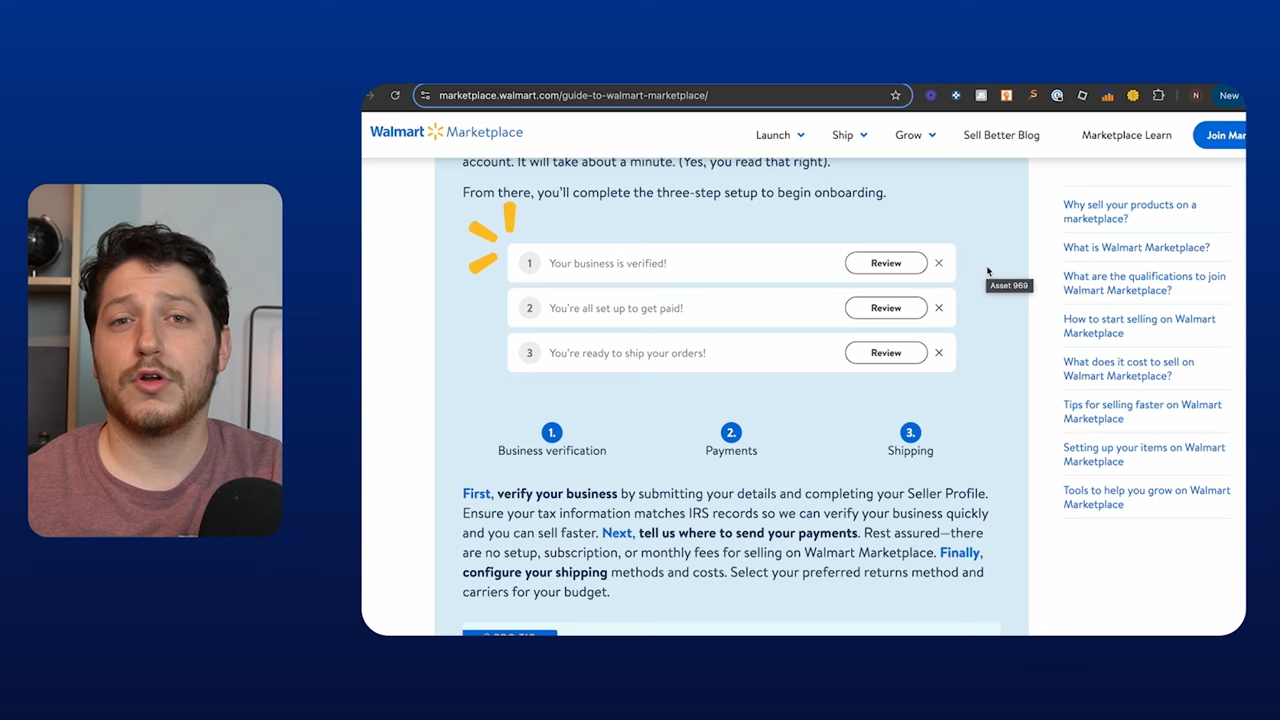 marketplace.walmart.com/guide-to-walmart-marketplace/
N
New
Walmart Marketplace
Launch
Ship
Grow
Sell Better Blog
Marketplace Learn
Join Mar
account. It will take about a minute. (Yes, you read that right).
From there, you'll complete the three-step setup to begin onboarding.
1 Your business is verified! Review
2 You're all set up to get paid! Review
3 You're ready to ship your orders! Review
Asset 969
1. 2. 3.
Business verification Payments Shipping
First, verify your business by submitting your details and completing your Seller Profile.
Ensure your tax information matches IRS records so we can verify your business quickly
and you can sell faster. Next, tell us where to send your payments. Rest assured—there
are no setup, subscription, or monthly fees for selling on Walmart Marketplace. Finally,
configure your shipping methods and costs. Select your preferred returns method and
carriers for your budget.
Why sell your products on a
marketplace?
What is Walmart Marketplace?
What are the qualifications to join
Walmart Marketplace?
How to start selling on Walmart
Marketplace
What does it cost to sell on
Walmart Marketplace?
Tips for selling faster on Walmart
Marketplace
Setting up your items on Walmart
Marketplace
Tools to help you grow on Walmart
Marketplace